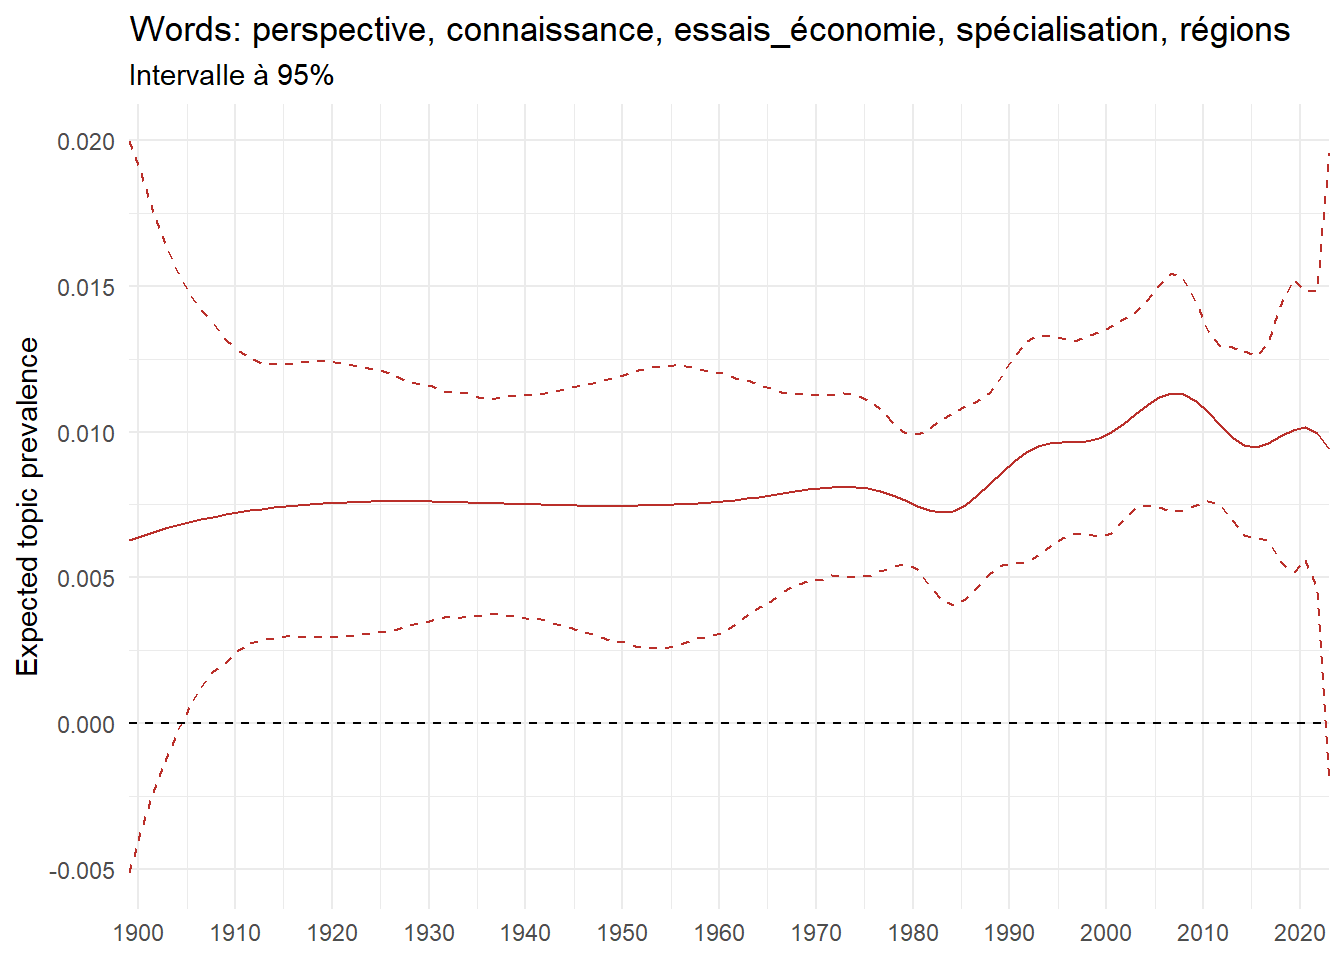 Words: perspective, connaissance, essais_économie, spécialisation, régions
Intervalle à 95%
Expected topic prevalence
0.020
0.015
0.010
0.005
0.000
-0.005
1900 1910 1920 1930 1940 1950 1960 1970 1980 1990 2000 2010 2020